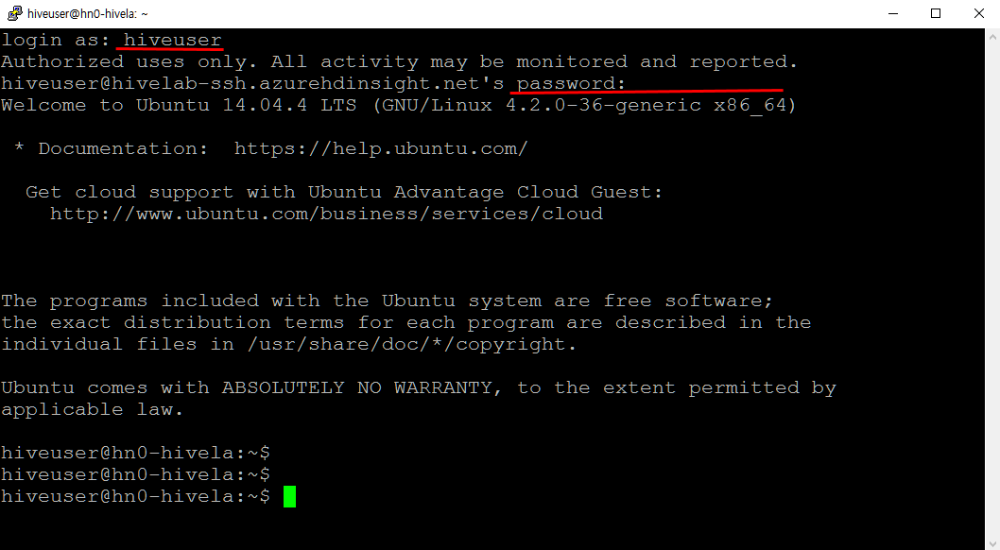 hiveuser@hn0-hivela: ~
login as: hiveuser
Authorized uses only. All activity may be monitored and reported.
hiveuser@hivelab-ssh.azurehdinsight.net's password:
Welcome to Ubuntu 14.04.4 LTS (GNU/Linux 4.2.0-36-generic x86_64)
* Documentation:  https://help.ubuntu.com/
Get cloud support with Ubuntu Advantage Cloud Guest:
http://www.ubuntu.com/business/services/cloud
The programs included with the Ubuntu system are free software;
the exact distribution terms for each program are described in the
individual files in /usr/share/doc/*/copyright.
Ubuntu comes with ABSOLUTELY NO WARRANTY, to the extent permitted by
applicable law.
hiveuser@hn0-hivela:~$
hiveuser@hn0-hivela:~$
hiveuser@hn0-hivela:~$